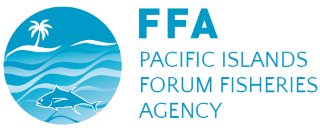 FFA
PACIFIC ISLANDS
FORUM FISHERIES
AGENCY